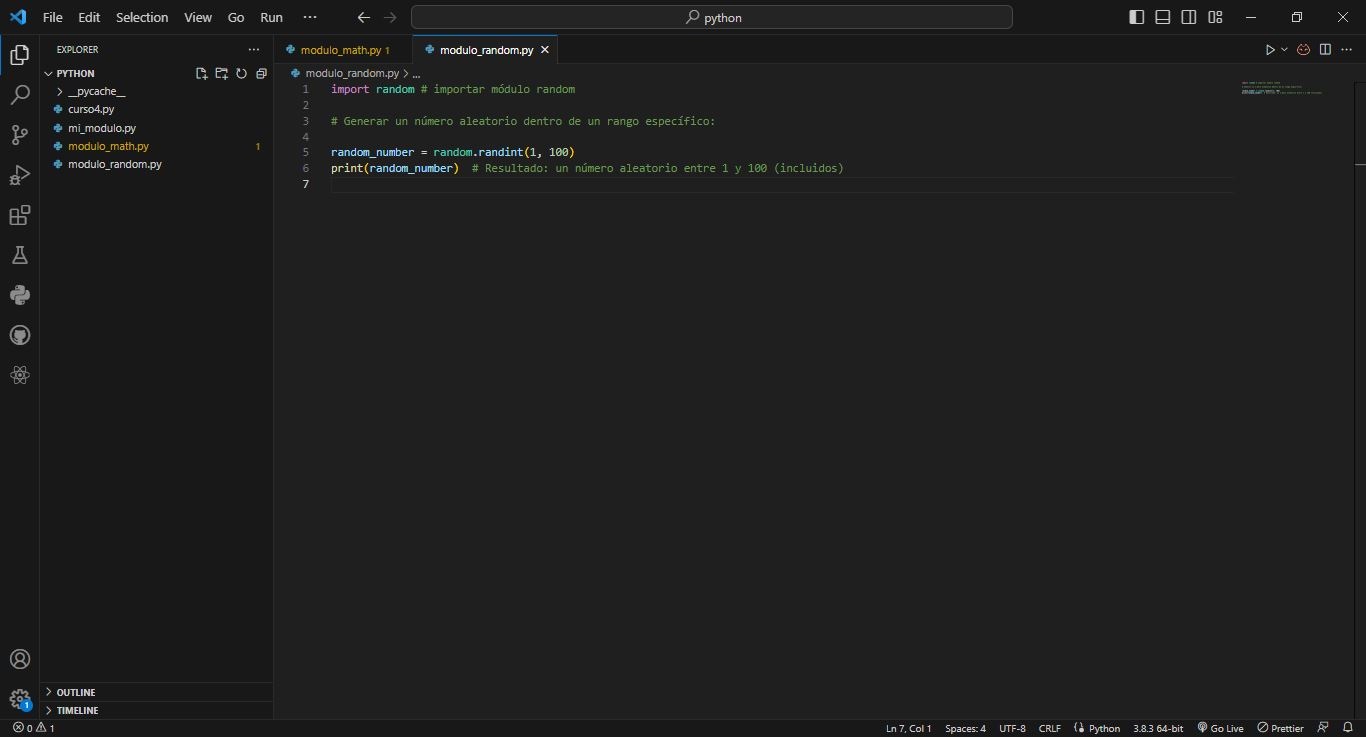 File Edit Selection View Go Run ···
python
EXPLORER
modulo_math.py 1
modulo_random.py
PYTHON
modulo_random.py > ...
__pycache__
curso4.py
mi_modulo.py
modulo_math.py 1
modulo_random.py
1 import random # importar módulo random
2
3 # Generar un número aleatorio dentro de un rango específico:
4
5 random_number = random.randint(1, 100)
6 print(random_number)  # Resultado: un número aleatorio entre 1 y 100 (incluidos)
7
1
OUTLINE
TIMELINE
0 1
Ln 7, Col 1 Spaces: 4 UTF-8 CRLF Python 3.8.3 64-bit Go Live Prettier